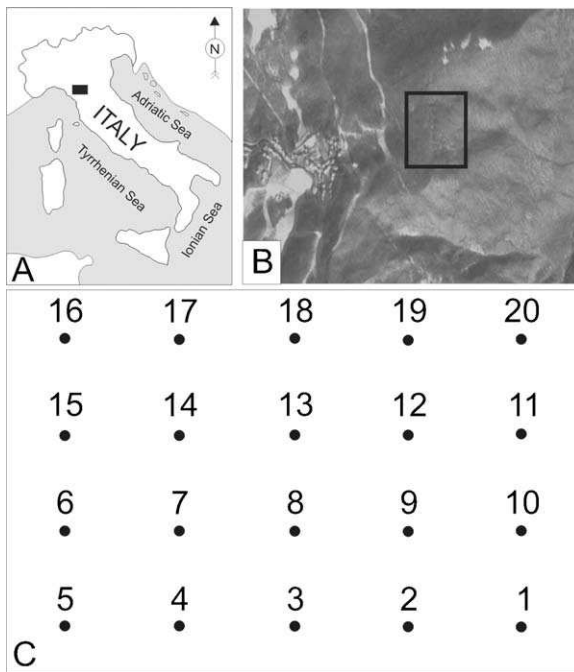 N
Adriatic Sea
ITALY
Tyrrhenian Sea
Ionian Sea
A
B
16 17 18 19 20
15 14 13 12 11
6 7 8 9 10
5 4 3 2 1
C